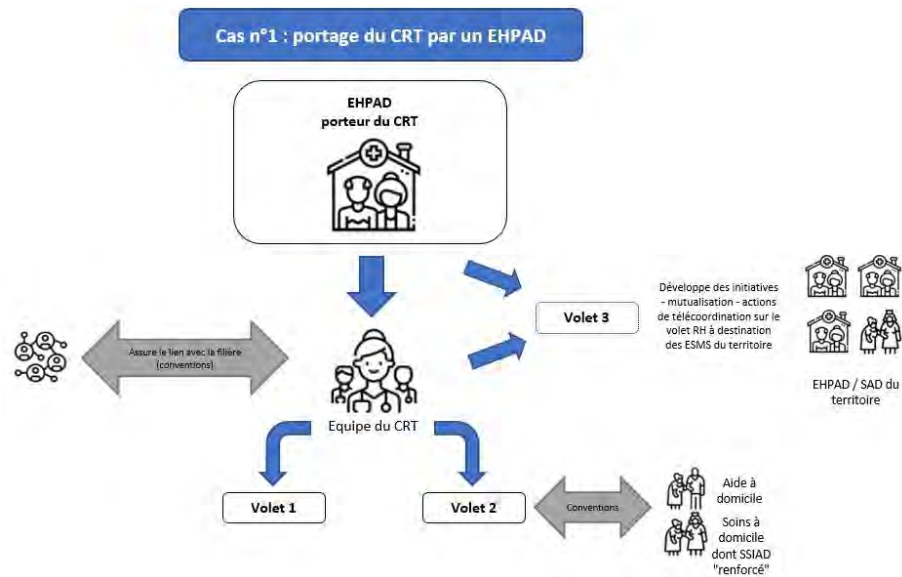 Cas n°1 : portage du CRT par un EHPAD
EHPAD
porteur du CRT
Volet 3
Développe des initiatives
- mutualisation - actions
de télécoordination sur le
volet RH à destination
des ESMS du territoire
EHPAD / SAD du
territoire
Assure le lien avec la filière
(conventions)
Equipe du CRT
Volet 1
Volet 2
Conventions
Aide à
domicile
Soins à
domicile
dont SSIAD
"renforcé"